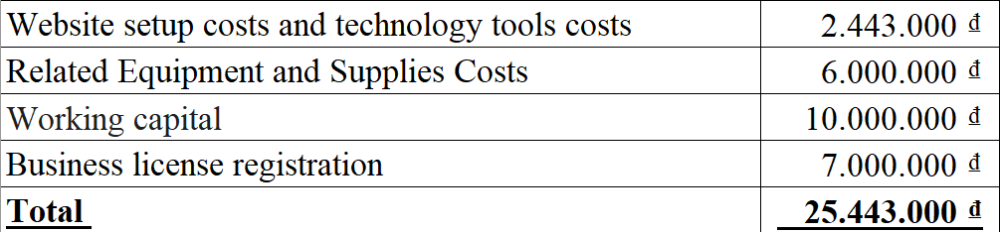 Website setup costs and technology tools costs 2.443.000 ₫
Related Equipment and Supplies Costs 6.000.000 ₫
Working capital 10.000.000 ₫
Business license registration 7.000.000 ₫
Total 25.443.000 ₫